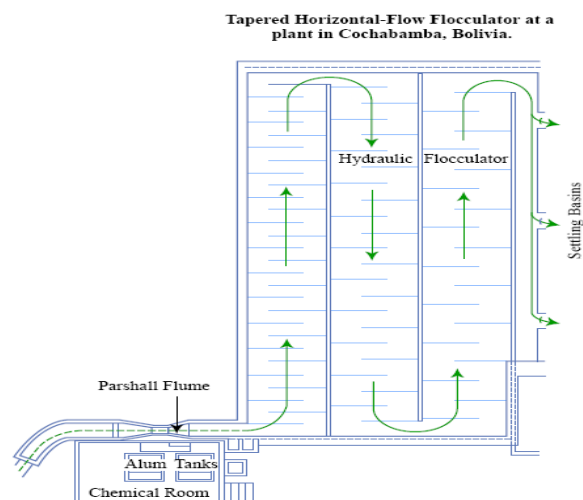 Tapered Horizontal-Flow Flocculator at a
plant in Cochabamba, Bolivia.
Hydraulic Flocculator
Settling Basins
Parshall Flume
Alum Tanks
Chemical Room